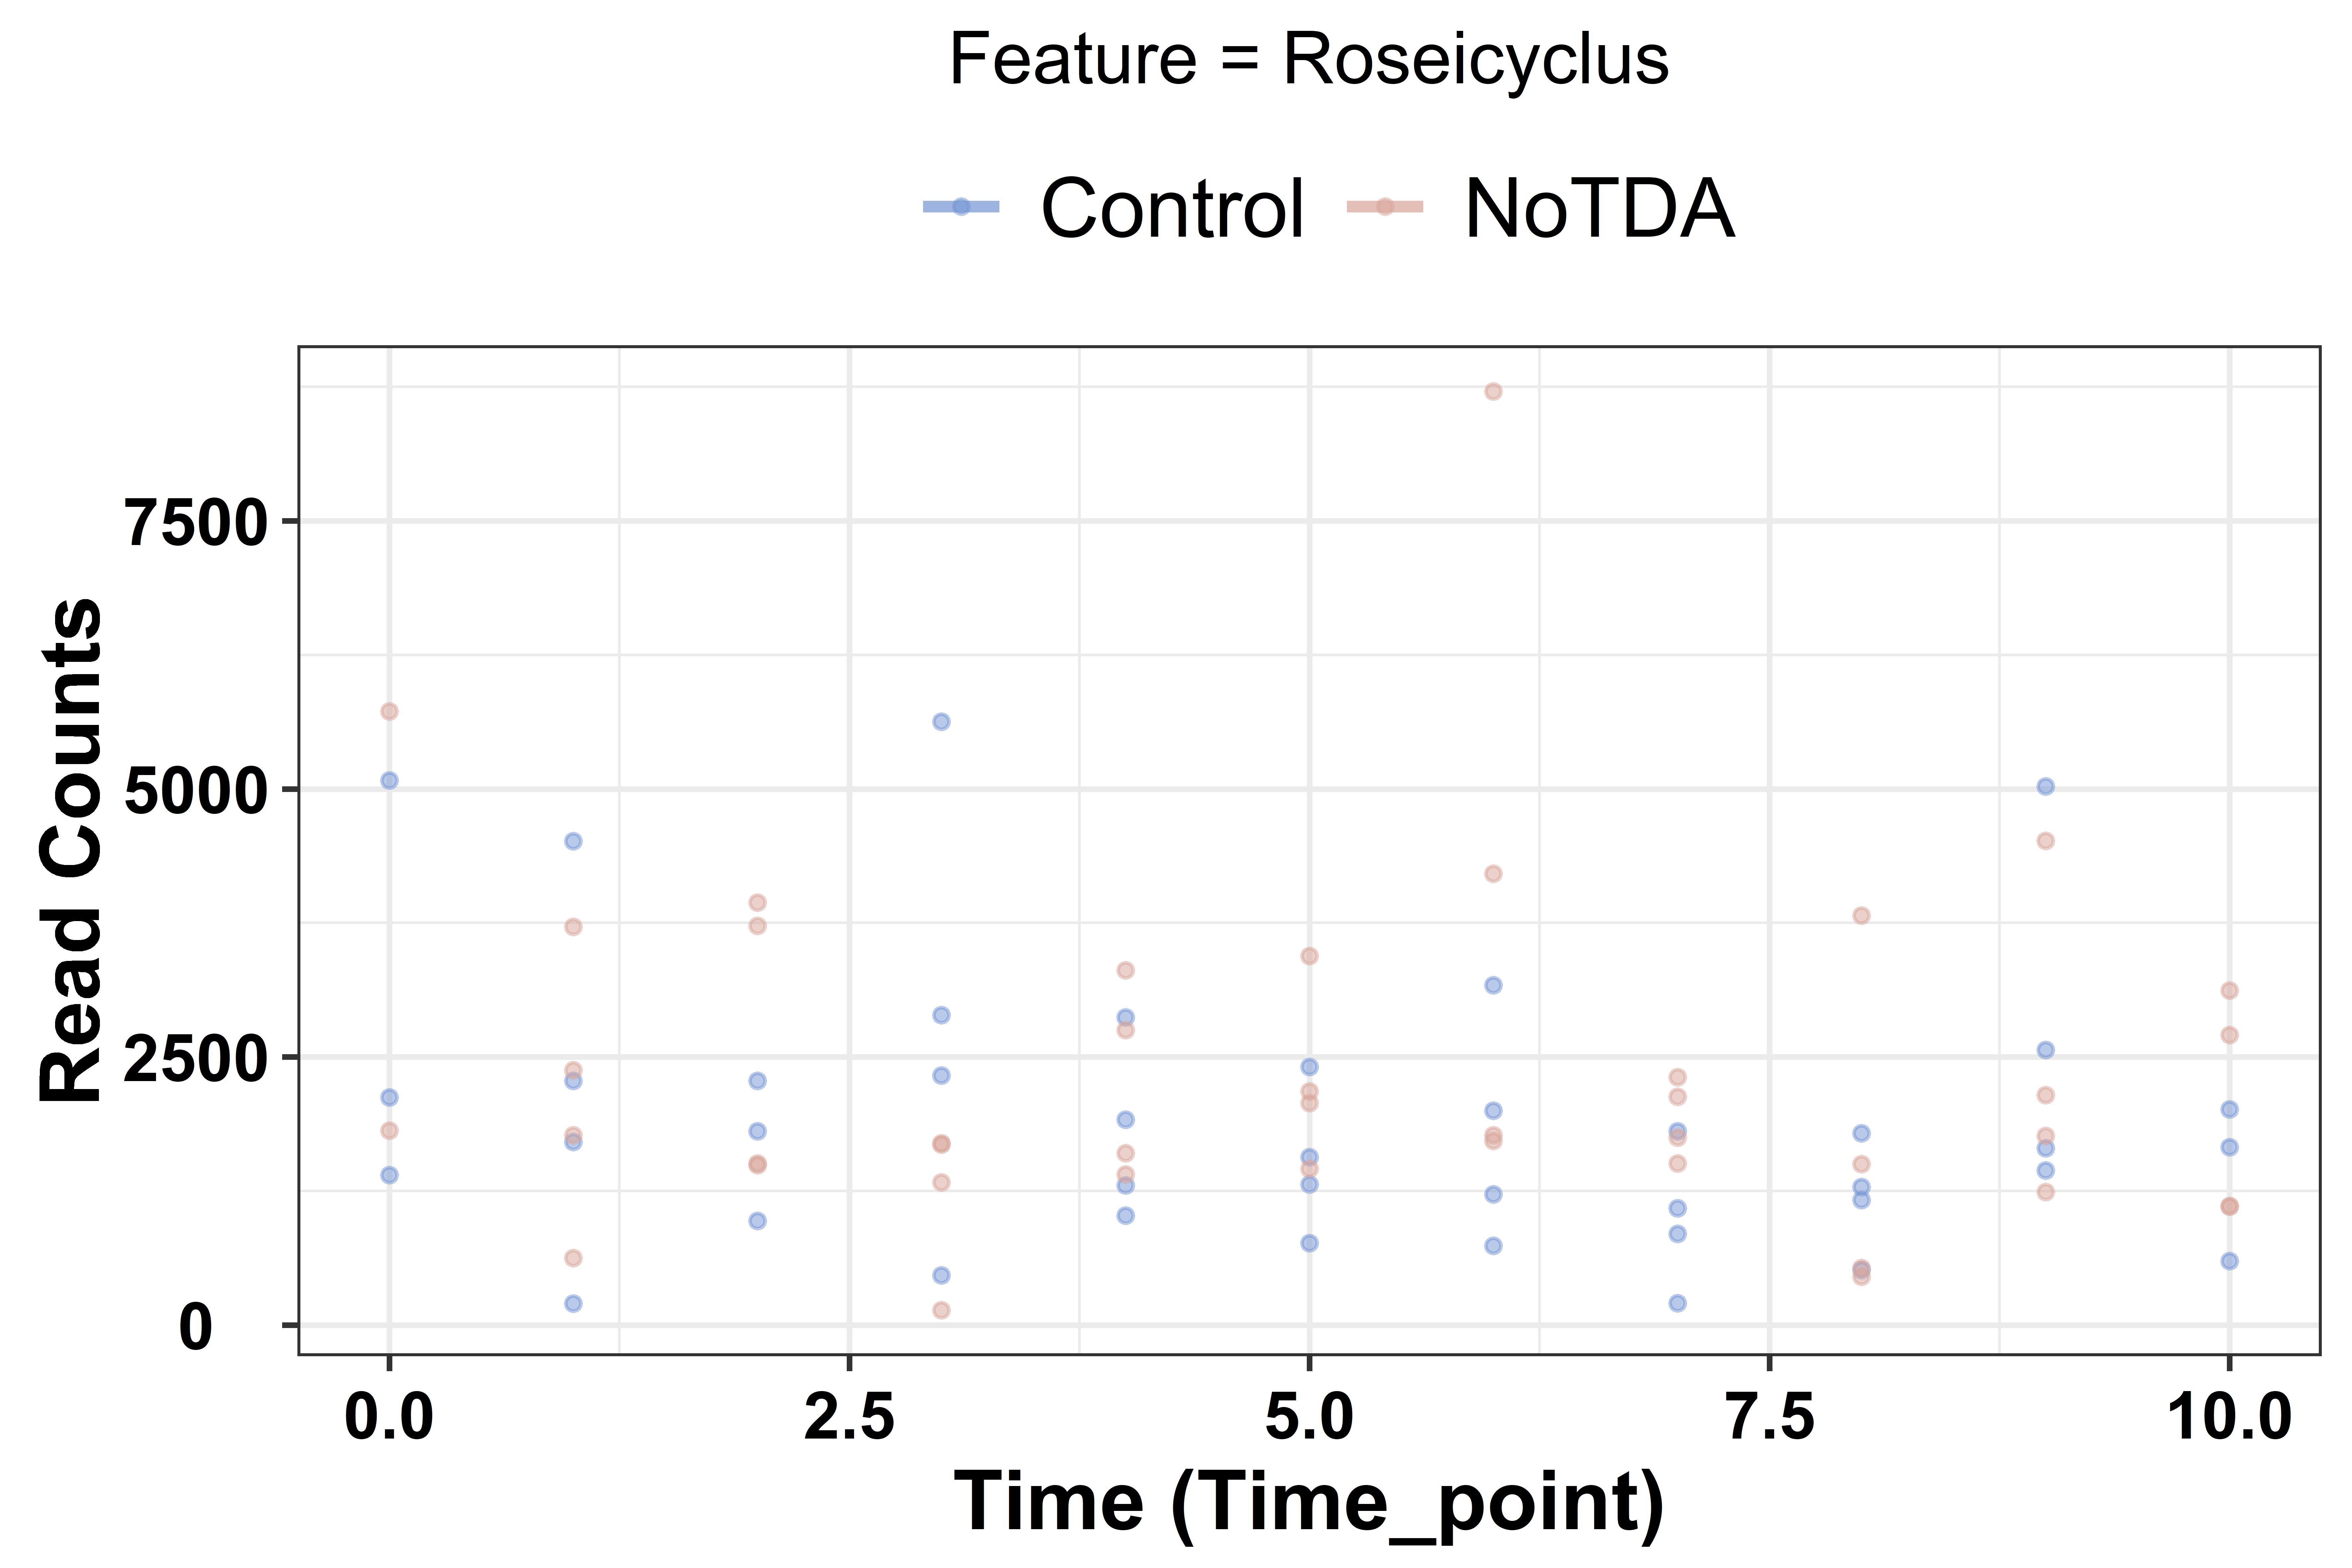 Feature = Roseicyclus
Control NoTDA
Read Counts
7500
5000
2500
0
0.0 2.5 5.0 7.5 10.0
Time (Time_point)